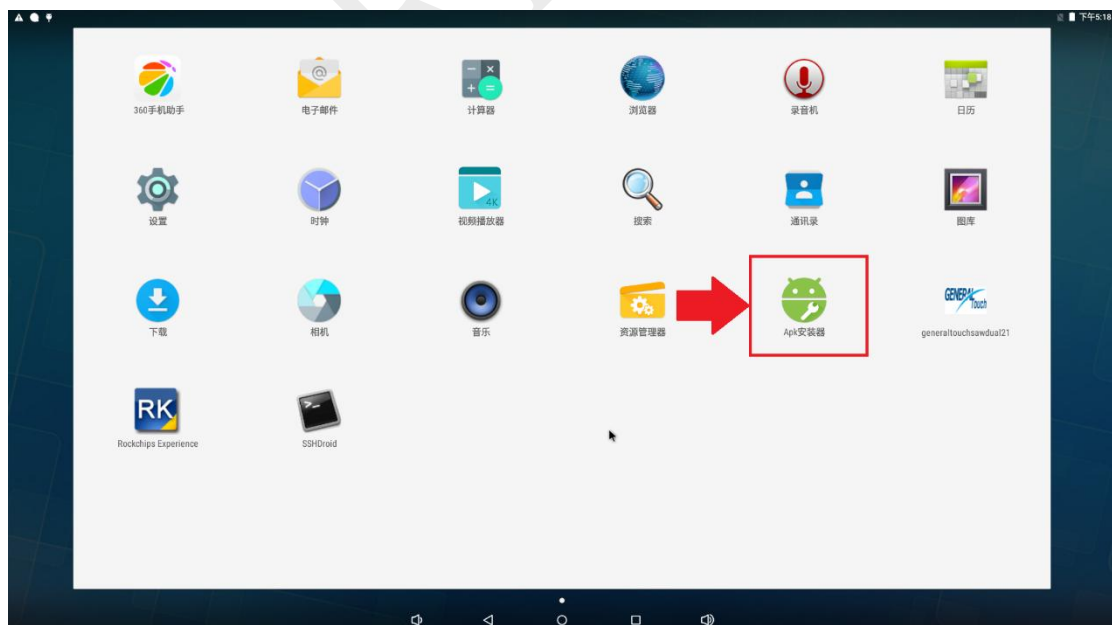 下午5:18
360手机助手
电子邮件
计算器
浏览器
录音机
日历
设置
时钟
4K
视频播放器
搜索
通讯录
图库
下载
相机
音乐
资源管理器
Apk安装器
GENERAL Touch
generaltouchsawdual21
RK
Rockchips Experience
SSHDroid